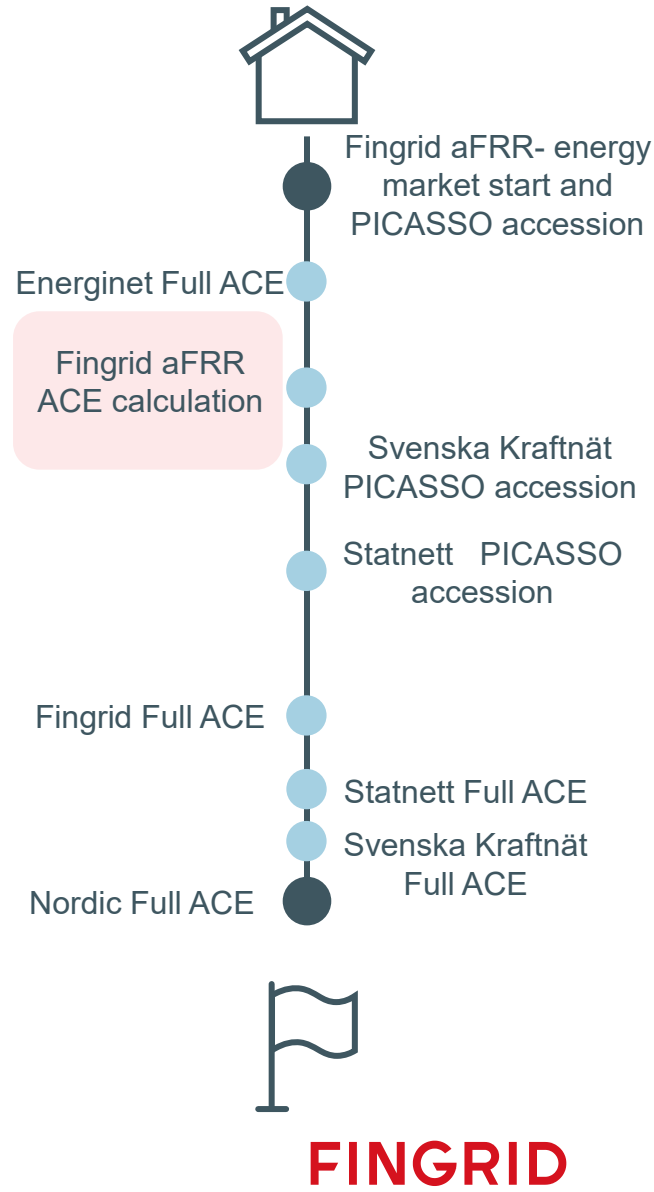 Fingrid aFRR- energy
market start and
PICASSO accession
Energinet Full ACE
Fingrid aFRR
ACE calculation
Svenska Kraftnät
PICASSO accession
Statnett PICASSO
accession
Fingrid Full ACE
Statnett Full ACE
Svenska Kraftnät
Full ACE
Nordic Full ACE
FINGRID